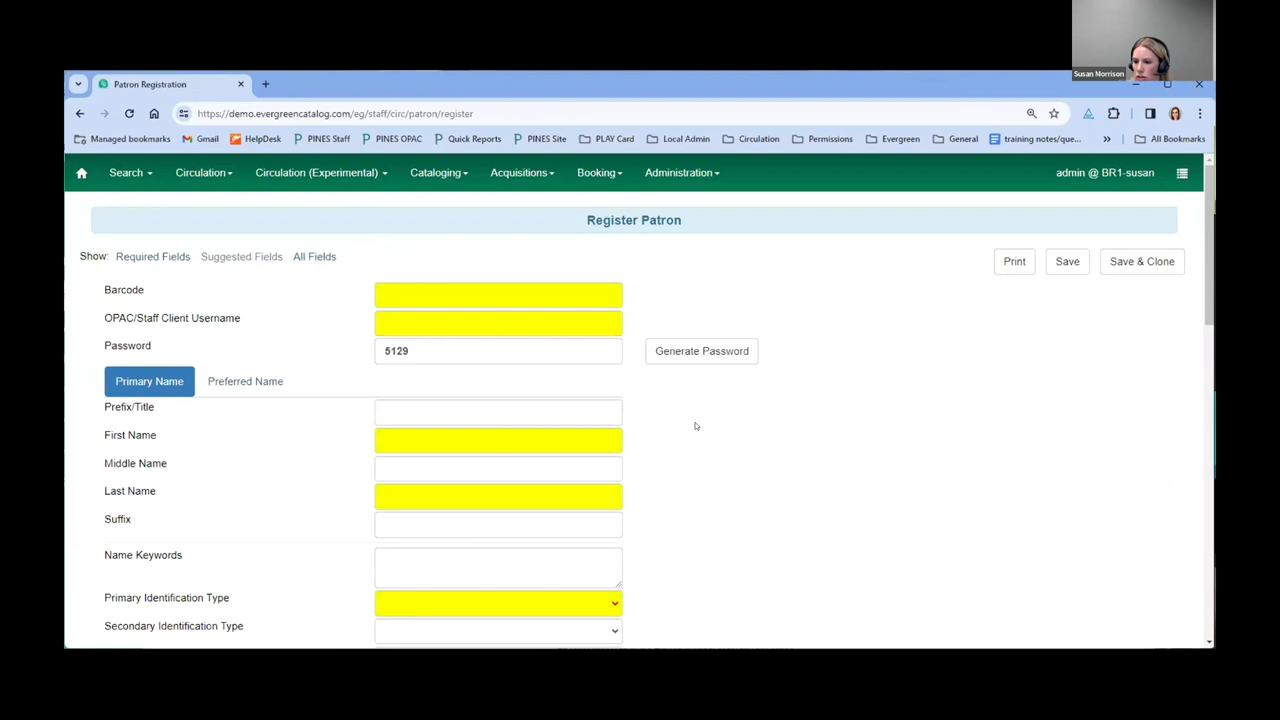 Susan Morrison
Patron Registration
https://demo.evergreencatalog.com/eg/staff/circ/patron/register
Managed bookmarks Gmail HelpDesk PINES Staff PINES OPAC Quick Reports PINES Site PLAY Card Local Admin Circulation Permissions Evergreen General training notes/que... » All Bookmarks
Search Circulation Circulation (Experimental) Cataloging Acquisitions Booking Administration admin @ BR1-susan
Register Patron
Show: Required Fields Suggested Fields All Fields Print Save Save & Clone
Barcode
OPAC/Staff Client Username
Password 5129 Generate Password
Primary Name Preferred Name
Prefix/Title
First Name
Middle Name
Last Name
Suffix
Name Keywords
Primary Identification Type
Secondary Identification Type